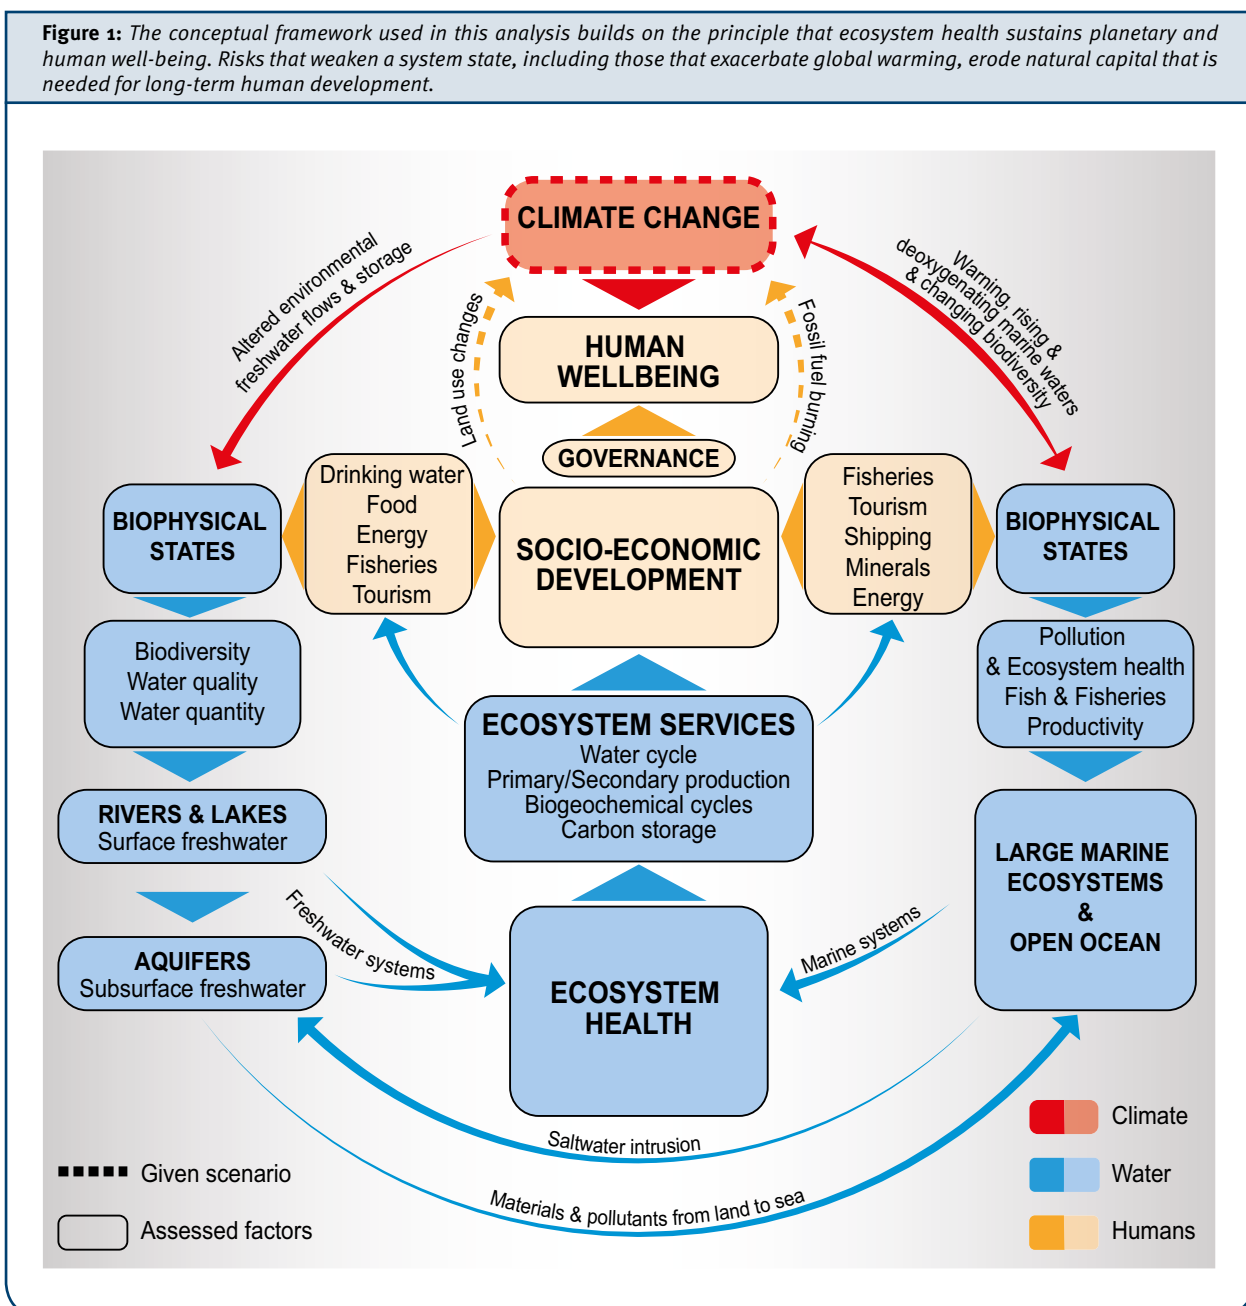 Figure 1: The conceptual framework used in this analysis builds on the principle that ecosystem health sustains planetary and
human well-being. Risks that weaken a system state, including those that exacerbate global warming, erode natural capital that is
needed for long-term human development.
CLIMATE CHANGE
Altered environmental
freshwater flows & storage
Warning, rising &
deoxygenating marine waters
& changing biodiversity
Land use changes
Fossil fuel burning
HUMAN
WELLBEING
GOVERNANCE
BIOPHYSICAL
STATES
Drinking water
Food
Energy
Fisheries
Tourism
SOCIO-ECONOMIC
DEVELOPMENT
Fisheries
Tourism
Shipping
Minerals
Energy
BIOPHYSICAL
STATES
Biodiversity
Water quality
Water quantity
Pollution
& Ecosystem health
Fish & Fisheries
Productivity
ECOSYSTEM SERVICES
Water cycle
Primary/Secondary production
Biogeochemical cycles
Carbon storage
RIVERS & LAKES
Surface freshwater
LARGE MARINE
ECOSYSTEMS
&
OPEN OCEAN
AQUIFERS
Subsurface freshwater
Freshwater systems
Marine systems
ECOSYSTEM
HEALTH
Saltwater intrusion
Materials & pollutants from land to sea
Given scenario
Assessed factors
Climate
Water
Humans